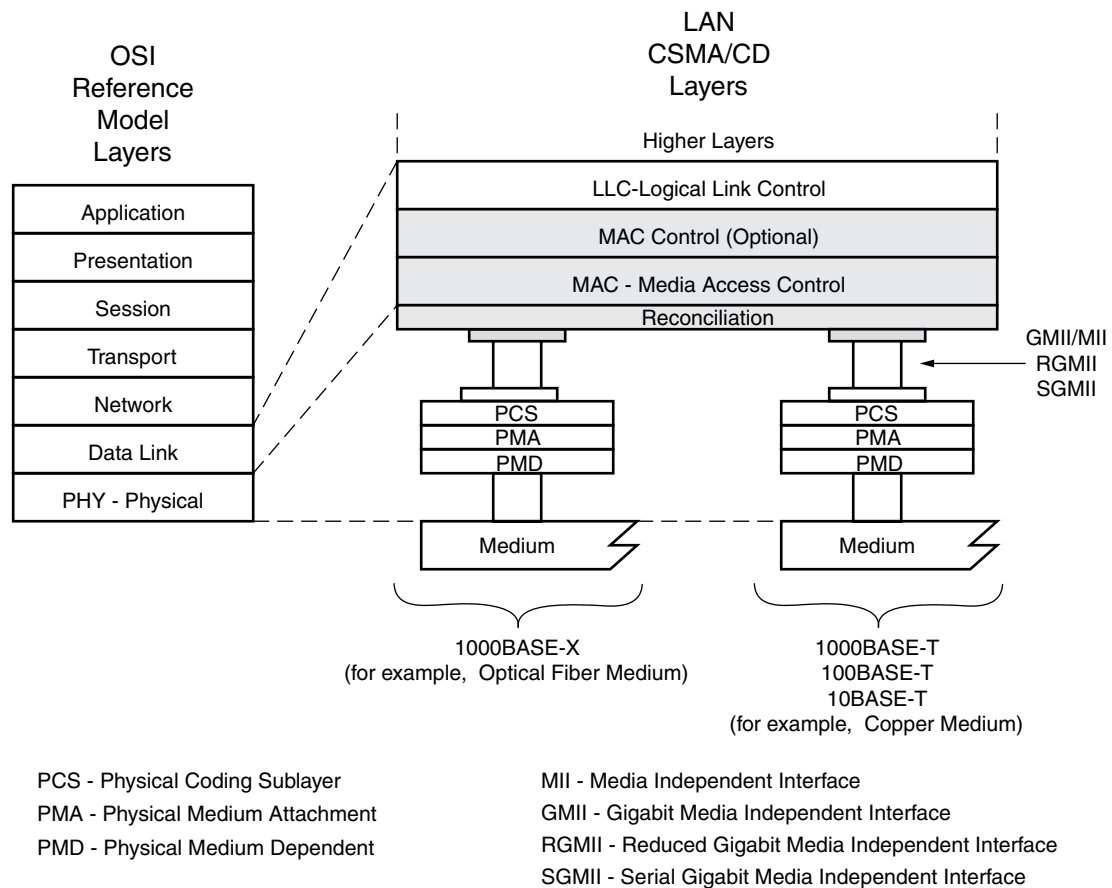 OSI
Reference
Model
Layers
LAN
CSMA/CD
Layers
Application
Presentation
Session
Transport
Network
Data Link
PHY - Physical
Higher Layers
LLC-Logical Link Control
MAC Control (Optional)
MAC - Media Access Control
Reconciliation
GMII/MII
RGMII
SGMII
PCS
PMA
PMD
Medium
PCS
PMA
PMD
Medium
1000BASE-X
(for example, Optical Fiber Medium)
1000BASE-T
100BASE-T
10BASE-T
(for example, Copper Medium)
PCS - Physical Coding Sublayer
PMA - Physical Medium Attachment
PMD - Physical Medium Dependent
MII - Media Independent Interface
GMII - Gigabit Media Independent Interface
RGMII - Reduced Gigabit Media Independent Interface
SGMII - Serial Gigabit Media Independent Interface